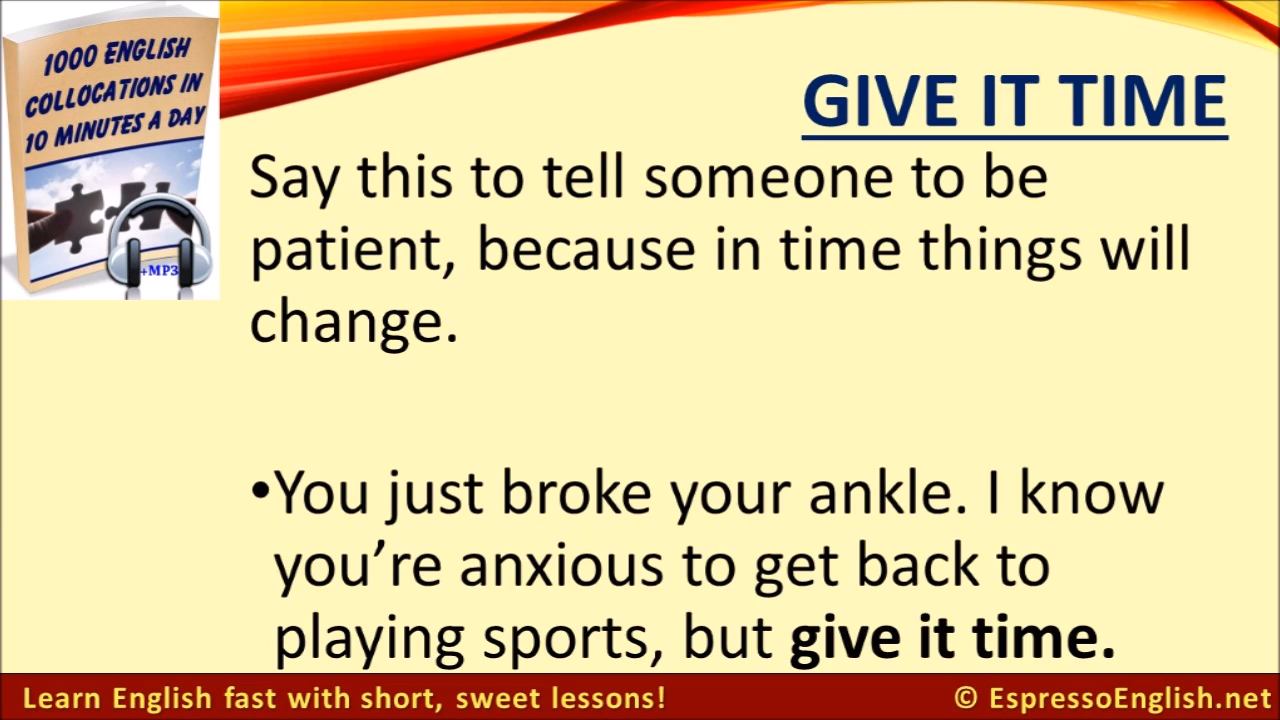 1000 ENGLISH
COLLOCATIONS IN
10 MINUTES A DAY
+MP3
GIVE IT TIME
Say this to tell someone to be
patient, because in time things will
change.
•You just broke your ankle. I know
you’re anxious to get back to
playing sports, but give it time.
Learn English fast with short, sweet lessons!
© EspressoEnglish.net